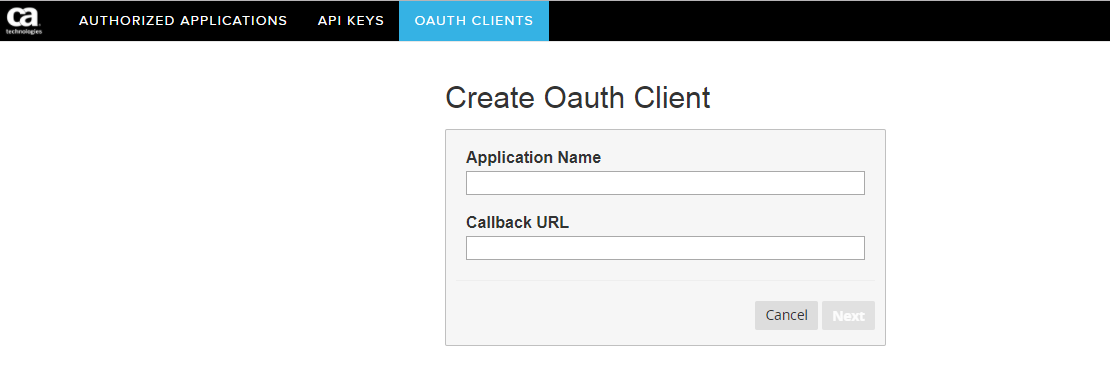 ca
technologies
AUTHORIZED APPLICATIONS API KEYS OAUTH CLIENTS
Create Oauth Client
Application Name
Callback URL
Cancel Next